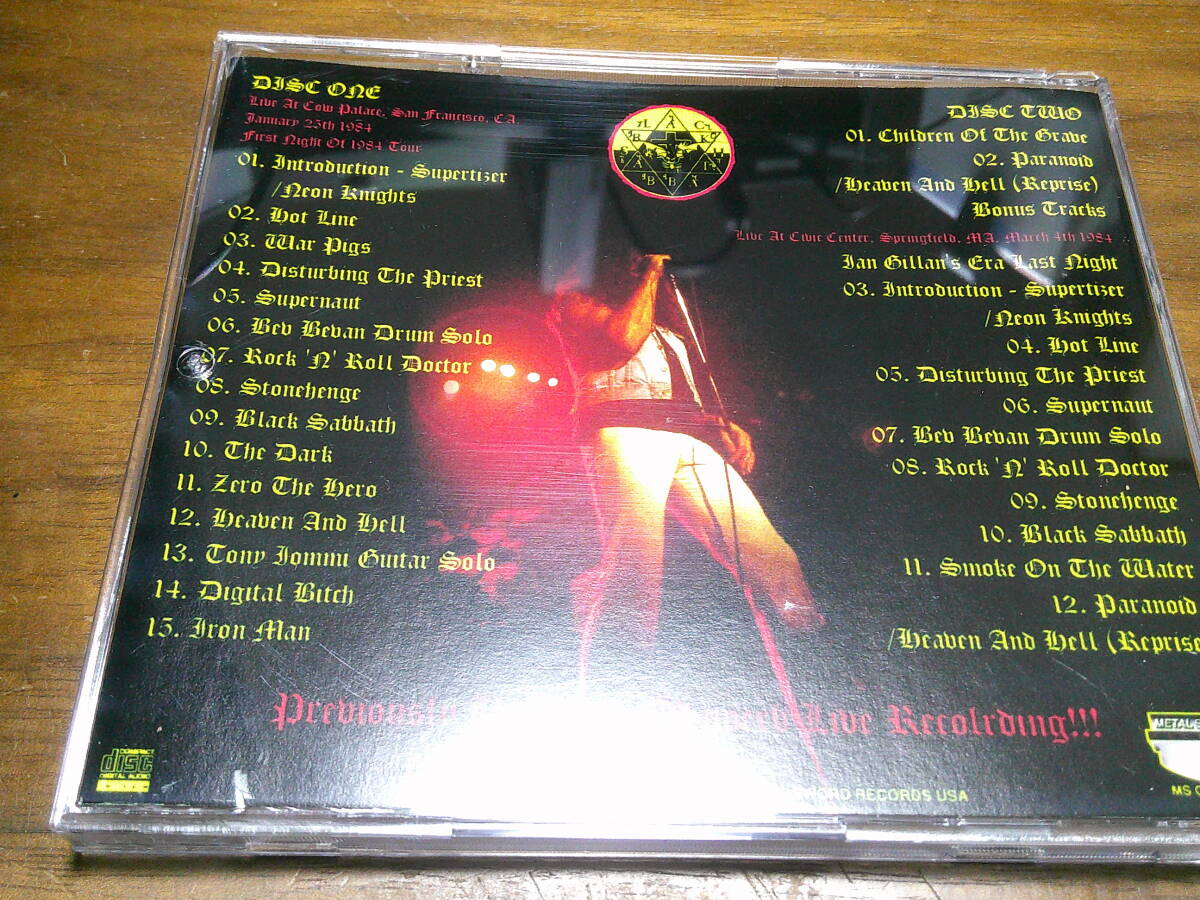 DISC ONE
Live At Cow Palace, San Francisco, CA,
January 25th 1984
First Night Of 1984 Tour
01. Introduction - Supertizer
/Neon Knights
02. Hot Line
03. War Pigs
04. Disturbing The Priest
05. Supernaut
06. Bev Bevan Drum Solo
07. Rock 'N' Roll Doctor
08. Stonehenge
09. Black Sabbath
10. The Dark
11. Zero The Hero
12. Heaven And Hell
13. Tony Iommi Guitar Solo
14. Digital Bitch
15. Iron Man
DISC TWO
01. Children Of The Grave
02. Paranoid
/Heaven And Hell (Reprise)
Bonus Tracks
Live At Civic Center, Springfield, MA, March 4th 1984
Ian Gillan's Era Last Night
03. Introduction - Supertizer
/Neon Knights
04. Hot Line
05. Disturbing The Priest
06. Supernaut
07. Bev Bevan Drum Solo
08. Rock 'N' Roll Doctor
09. Stonehenge
10. Black Sabbath
11. Smoke On The Water
12. Paranoid
/Heaven And Hell (Reprise
Live Recolrding!!!
COMPACT
disc
DIGITAL AUDIO
RECORDS USA
MS